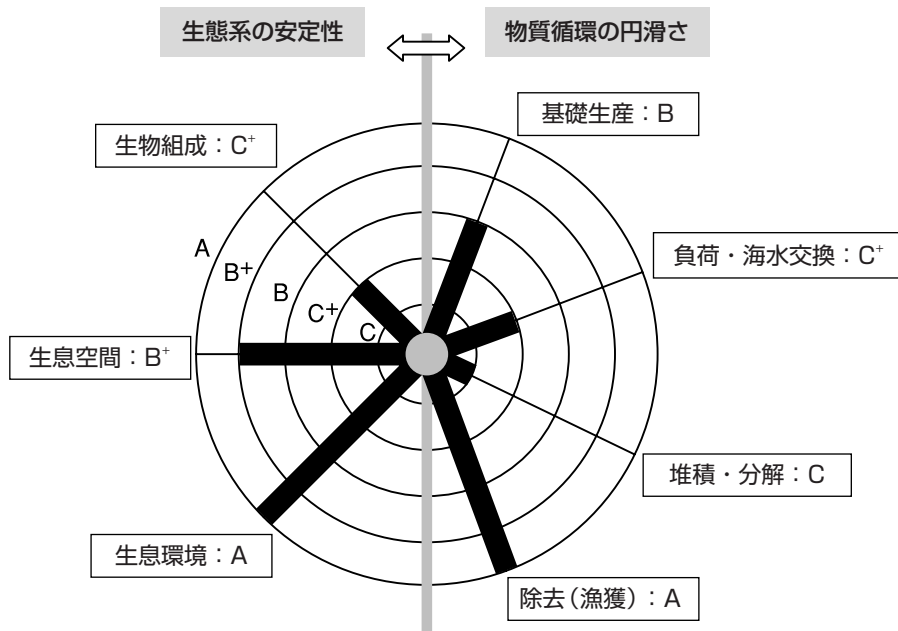 生態系の安定性
物質循環の円滑さ
基礎生産：B
生物組成：C⁺
負荷・海水交換：C⁺
A
B⁺
B
C⁺
C
生息空間：B⁺
堆積・分解：C
生息環境：A
除去（漁獲）：A